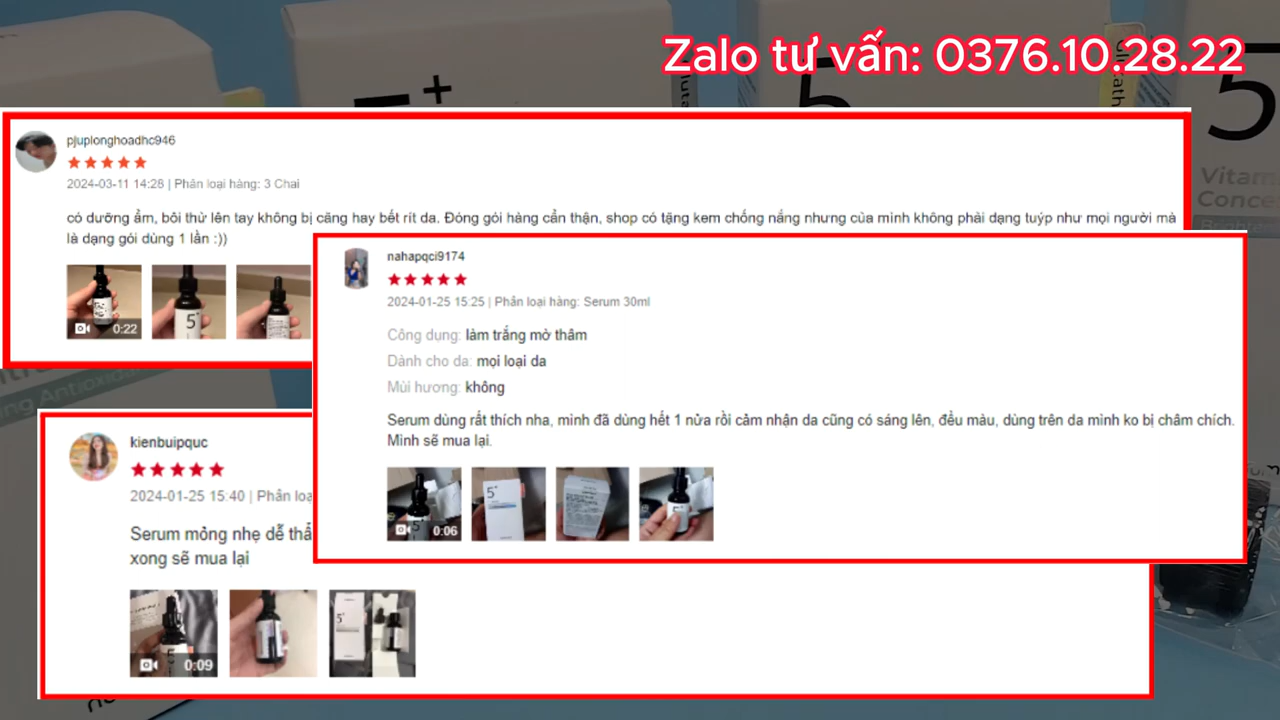 Zalo tư vấn: 0376.10.28.22
5+
5
5
Vitam
Conce
pjuplonghoadhc946
2024-03-11 14:28 | Phân loại hàng: 3 Chai
có dưỡng ẩm, bôi thử lên tay không bị căng hay bết rít da. Đóng gói hàng cẩn thận, shop có tặng kem chống nắng nhưng của mình không phải dạng tuýp như mọi người mà
là dạng gói dùng 1 lần :))
0:22
nahapqci9174
2024-01-25 15:25 | Phân loại hàng: Serum 30ml
Công dụng: làm trắng mờ thâm
Dành cho da: mọi loại da
Mùi hương: không
Serum dùng rất thích nha, mình đã dùng hết 1 nửa rồi cảm nhận da cũng có sáng lên, đều màu, dùng trên da mình ko bị châm chích.
Mình sẽ mua lại.
0:06
kienbuipquc
2024-01-25 15:40 | Phân loạ
Serum mỏng nhẹ dễ thấ
xong sẽ mua lại
0:09